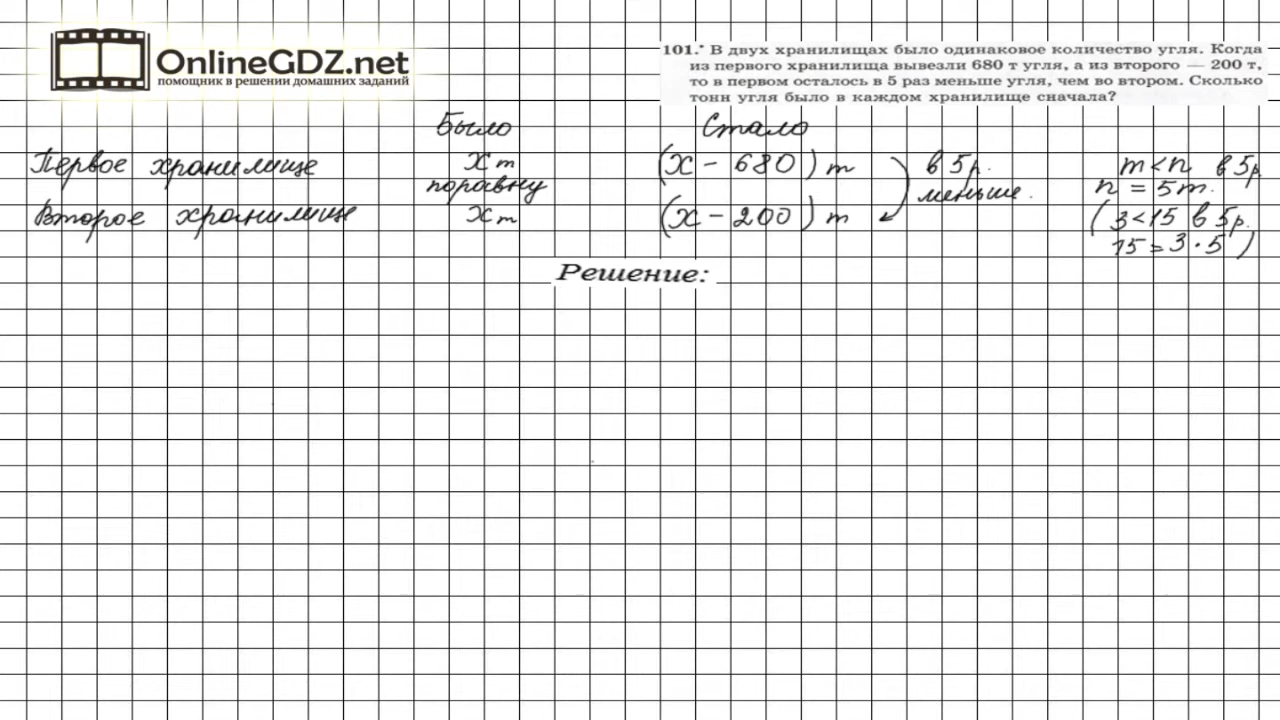 OnlineGDZ.net
помощник в решении домашних заданий
101.* В двух хранилищах было одинаковое количество угля. Когда
из первого хранилища вывезли 680 т угля, а из второго — 200 т,
то в первом осталось в 5 раз меньше угля, чем во втором. Сколько
тонн угля было в каждом хранилище сначала?
Было Стало
Первое хранилище x т (x - 680) т в 5 р. m < n в 5 р
поровну меньше. n = 5m.
Второе хранилище x т (x - 200) т (3 < 15 в 5 р.
15 = 3 · 5)
Решение: